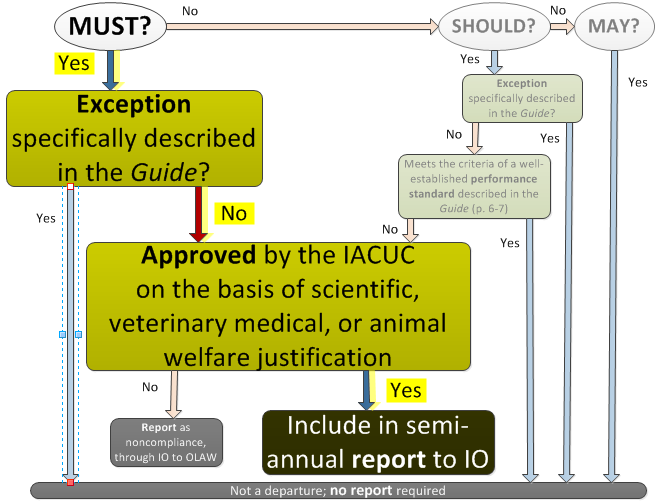 MUST?
No
SHOULD?
No
MAY?
Yes
Yes
Yes
Exception
specifically described
in the Guide?
Exception
specifically described
in the Guide?
No
Yes
Meets the criteria of a well-
established performance
standard described in the
Guide (p. 6-7)
Yes
No
No
Yes
Approved by the IACUC
on the basis of scientific,
veterinary medical, or animal
welfare justification
No
Yes
Report as
noncompliance,
through IO to OLAW
Include in semi-
annual report to IO
Not a departure; no report required